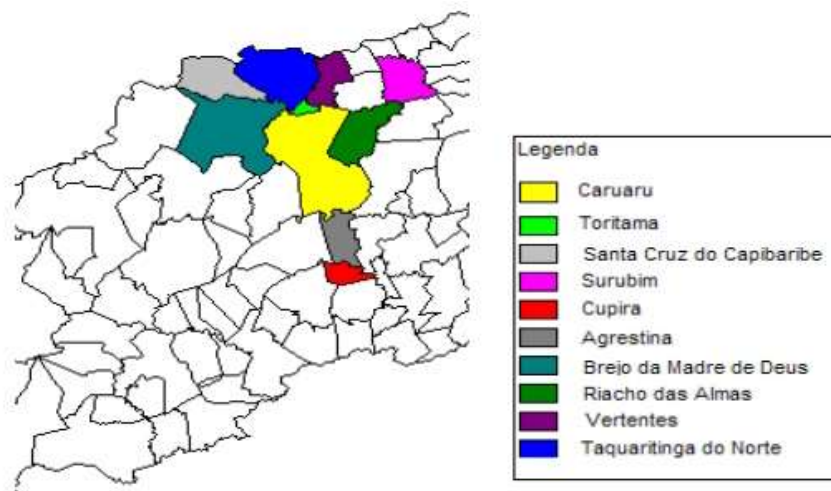 Legenda
Caruaru
Toritama
Santa Cruz do Capibaribe
Surubim
Cupira
Agrestina
Brejo da Madre de Deus
Riacho das Almas
Vertentes
Taquaritinga do Norte